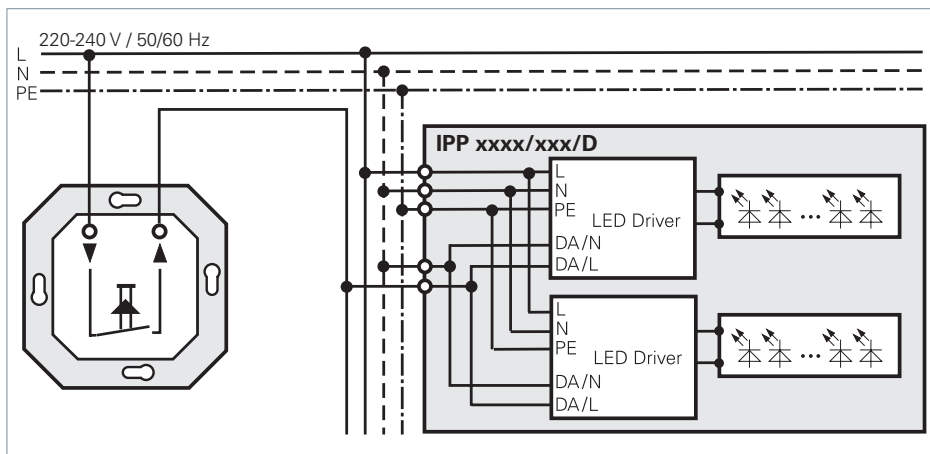 220-240 V / 50/60 Hz
L
N
PE
IPP xxxx/xxx/D
L
N
PE
LED Driver
DA/N
DA/L
L
N
PE
LED Driver
DA/N
DA/L